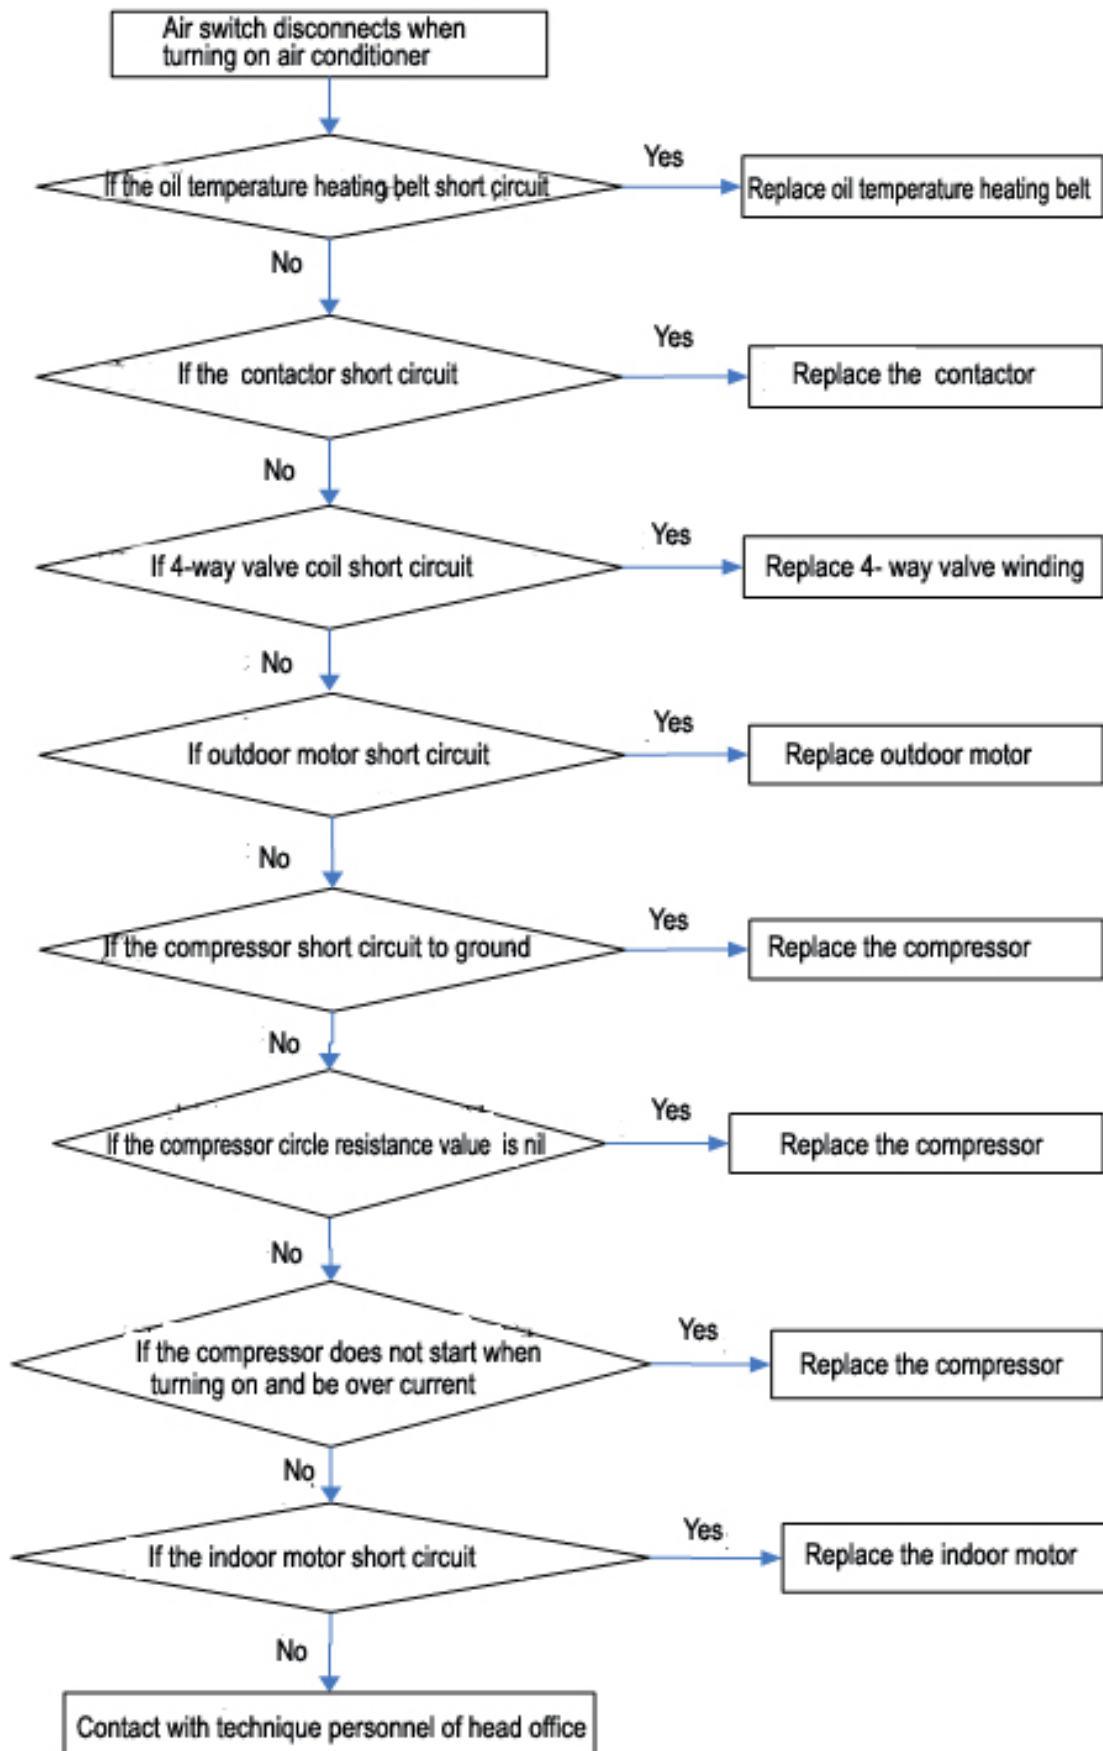 Air switch disconnects when
turning on air conditioner
If the oil temperature heating belt short circuit
Yes
Replace oil temperature heating belt
No
If the contactor short circuit
Yes
Replace the contactor
No
If 4-way valve coil short circuit
Yes
Replace 4- way valve winding
No
If outdoor motor short circuit
Yes
Replace outdoor motor
No
If the compressor short circuit to ground
Yes
Replace the compressor
No
If the compressor circle resistance value is nil
Yes
Replace the compressor
No
If the compressor does not start when
turning on and be over current
Yes
Replace the compressor
No
If the indoor motor short circuit
Yes
Replace the indoor motor
No
Contact with technique personnel of head office